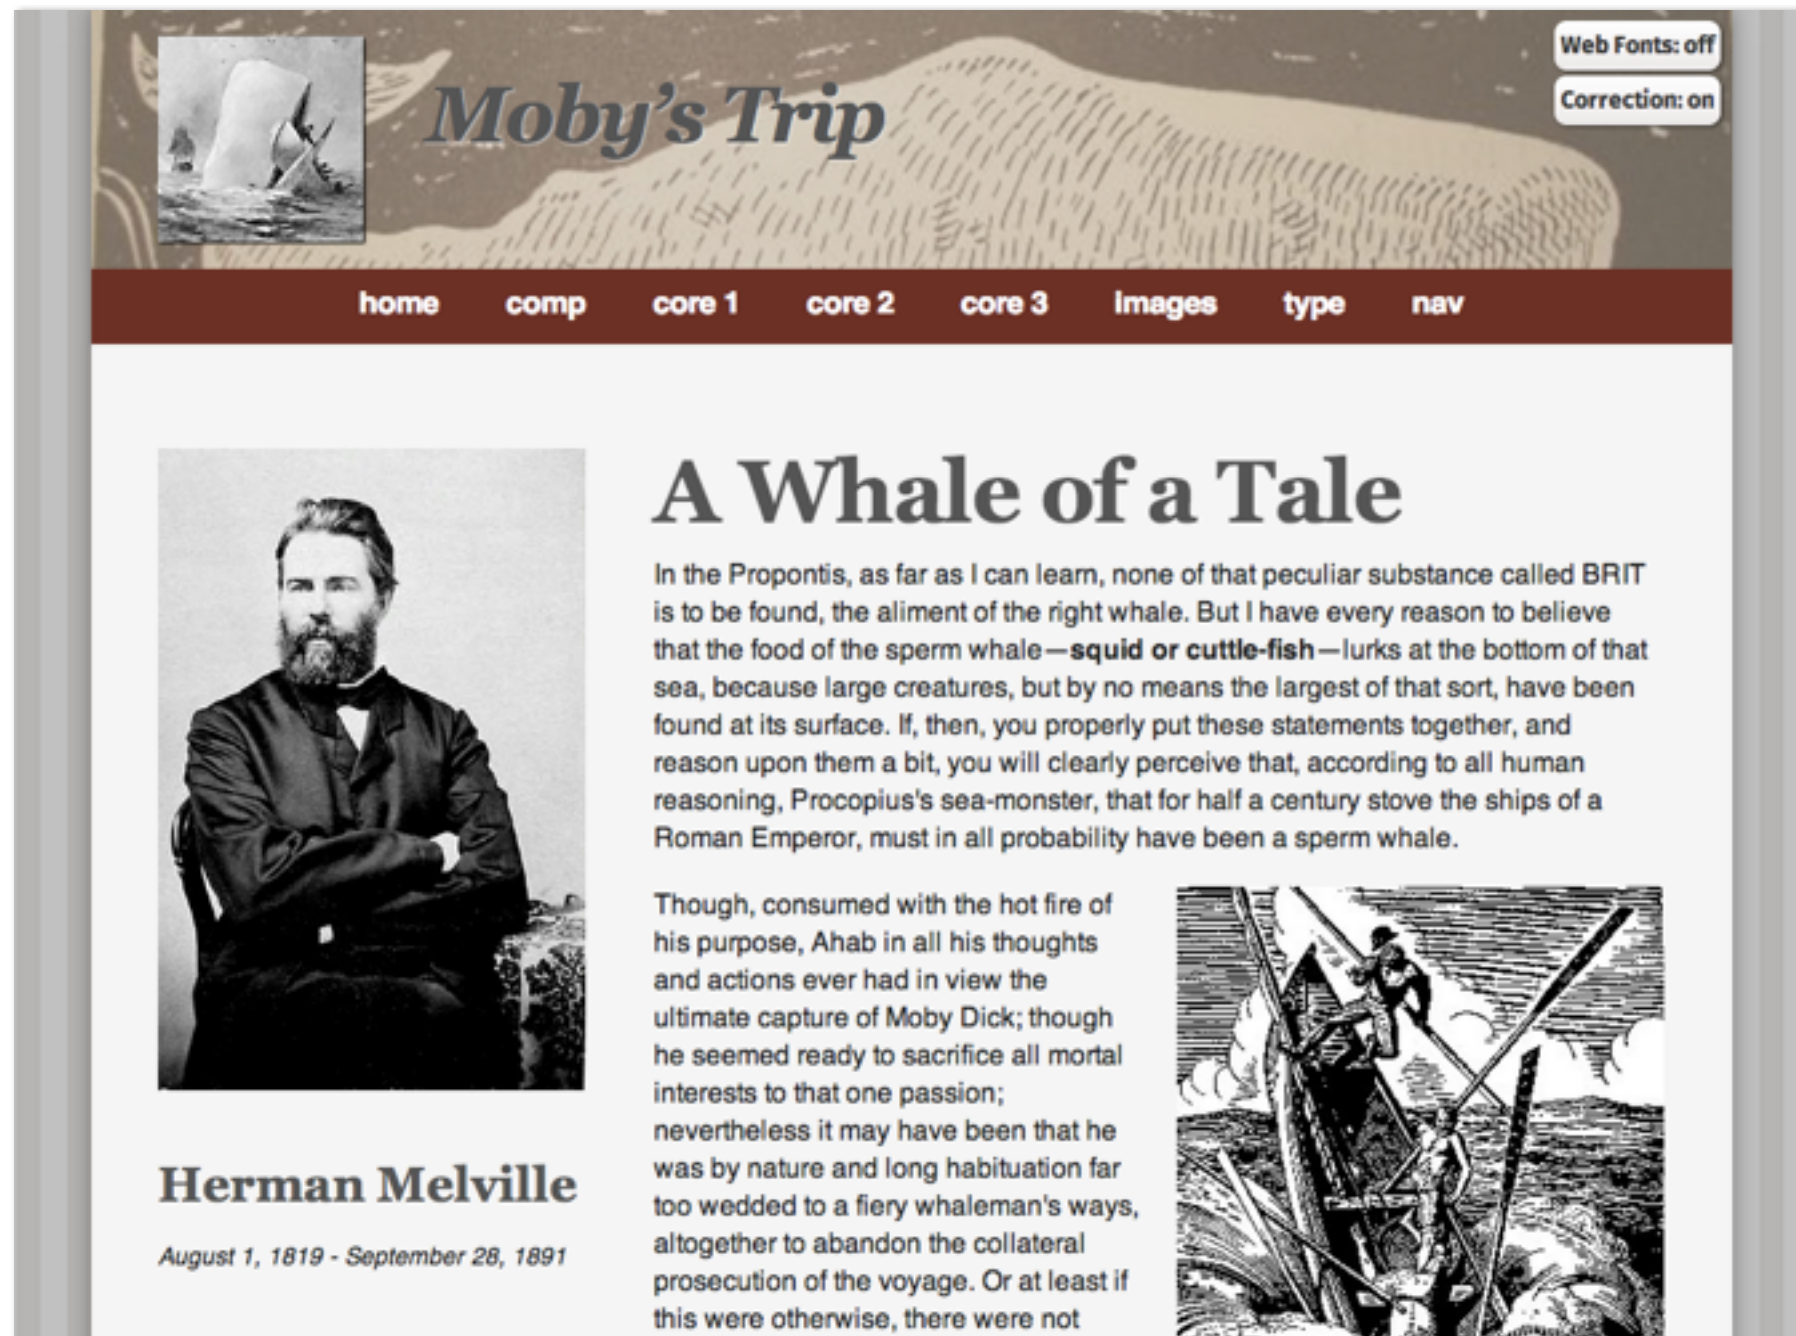 Web Fonts: off
Correction: on
Moby’s Trip
home comp core 1 core 2 core 3 images type nav
A Whale of a Tale
In the Propontis, as far as I can learn, none of that peculiar substance called BRIT
is to be found, the aliment of the right whale. But I have every reason to believe
that the food of the sperm whale—squid or cuttle-fish—lurks at the bottom of that
sea, because large creatures, but by no means the largest of that sort, have been
found at its surface. If, then, you properly put these statements together, and
reason upon them a bit, you will clearly perceive that, according to all human
reasoning, Procopius's sea-monster, that for half a century stove the ships of a
Roman Emperor, must in all probability have been a sperm whale.
Though, consumed with the hot fire of
his purpose, Ahab in all his thoughts
and actions ever had in view the
ultimate capture of Moby Dick; though
he seemed ready to sacrifice all mortal
interests to that one passion;
nevertheless it may have been that he
was by nature and long habituation far
too wedded to a fiery whaleman's ways,
altogether to abandon the collateral
prosecution of the voyage. Or at least if
this were otherwise, there were not
Herman Melville
August 1, 1819 - September 28, 1891